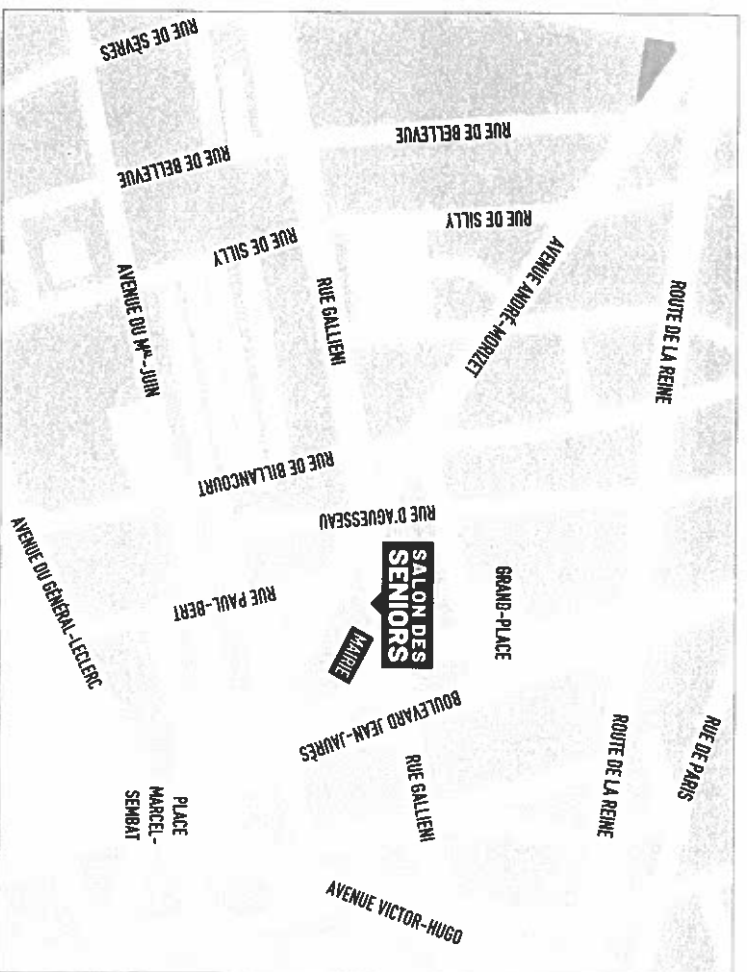 RUE DE SÈVRES
RUE DE BELLEVUE
RUE DE BELLEVUE
RUE DE SILLY
RUE DE SILLY
AVENUE DU MAL-JUIN
RUE GALLIENI
AVENUE ANDRÉ-MORIZET
ROUTE DE LA REINE
RUE DE BILLANCOURT
RUE D'AGUESSEAU
AVENUE DU GÉNÉRAL-LECLERC
RUE PAUL-BERT
SALON DES
SENIORS
MAIRIE
GRAND-PLACE
BOULEVARD JEAN-JAURÈS
RUE GALLIENI
ROUTE DE LA REINE
RUE DE PARIS
PLACE
MARCEL-
SEMBAT
AVENUE VICTOR-HUGO